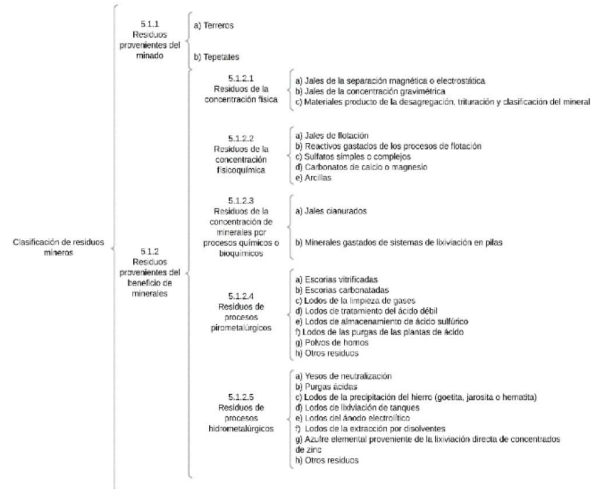 Clasificación de residuos
mineros
5.1.1
Residuos
provenientes del
minado
a) Terreros
b) Tepetates
5.1.2
Residuos
provenientes del
beneficio de
minerales
5.1.2.1
Residuos de la
concentración física
a) Jales de la separación magnética o electrostática
b) Jales de la concentración gravimétrica
c) Materiales producto de la desagregación, trituración y clasificación del mineral
5.1.2.2
Residuos de la
concentración
fisicoquímica
a) Jales de flotación
b) Reactivos gastados de los procesos de flotación
c) Sulfatos simples o complejos
d) Carbonatos de calcio o magnesio
e) Arcillas
5.1.2.3
Residuos de la
concentración de
minerales por
procesos químicos o
bioquímicos
a) Jales cianurados
b) Minerales gastados de sistemas de lixiviación en pilas
5.1.2.4
Residuos de
procesos
pirometalúrgicos
a) Escorias vitrificadas
b) Escorias carbonatadas
c) Lodos de la limpieza de gases
d) Lodos de tratamiento del ácido débil
e) Lodos de almacenamiento de ácido sulfúrico
f) Lodos de las purgas de las plantas de ácido
g) Polvos de hornos
h) Otros residuos
5.1.2.5
Residuos de
procesos
hidrometalúrgicos
a) Yesos de neutralización
b) Purgas ácidas
c) Lodos de la precipitación del hierro (goetita, jarosita o hematita)
d) Lodos de lixiviación de tanques
e) Lodos del ánodo electrolítico
f) Lodos de la extracción por disolventes
g) Azufre elemental proveniente de la lixiviación directa de concentrados
de zinc
h) Otros residuos